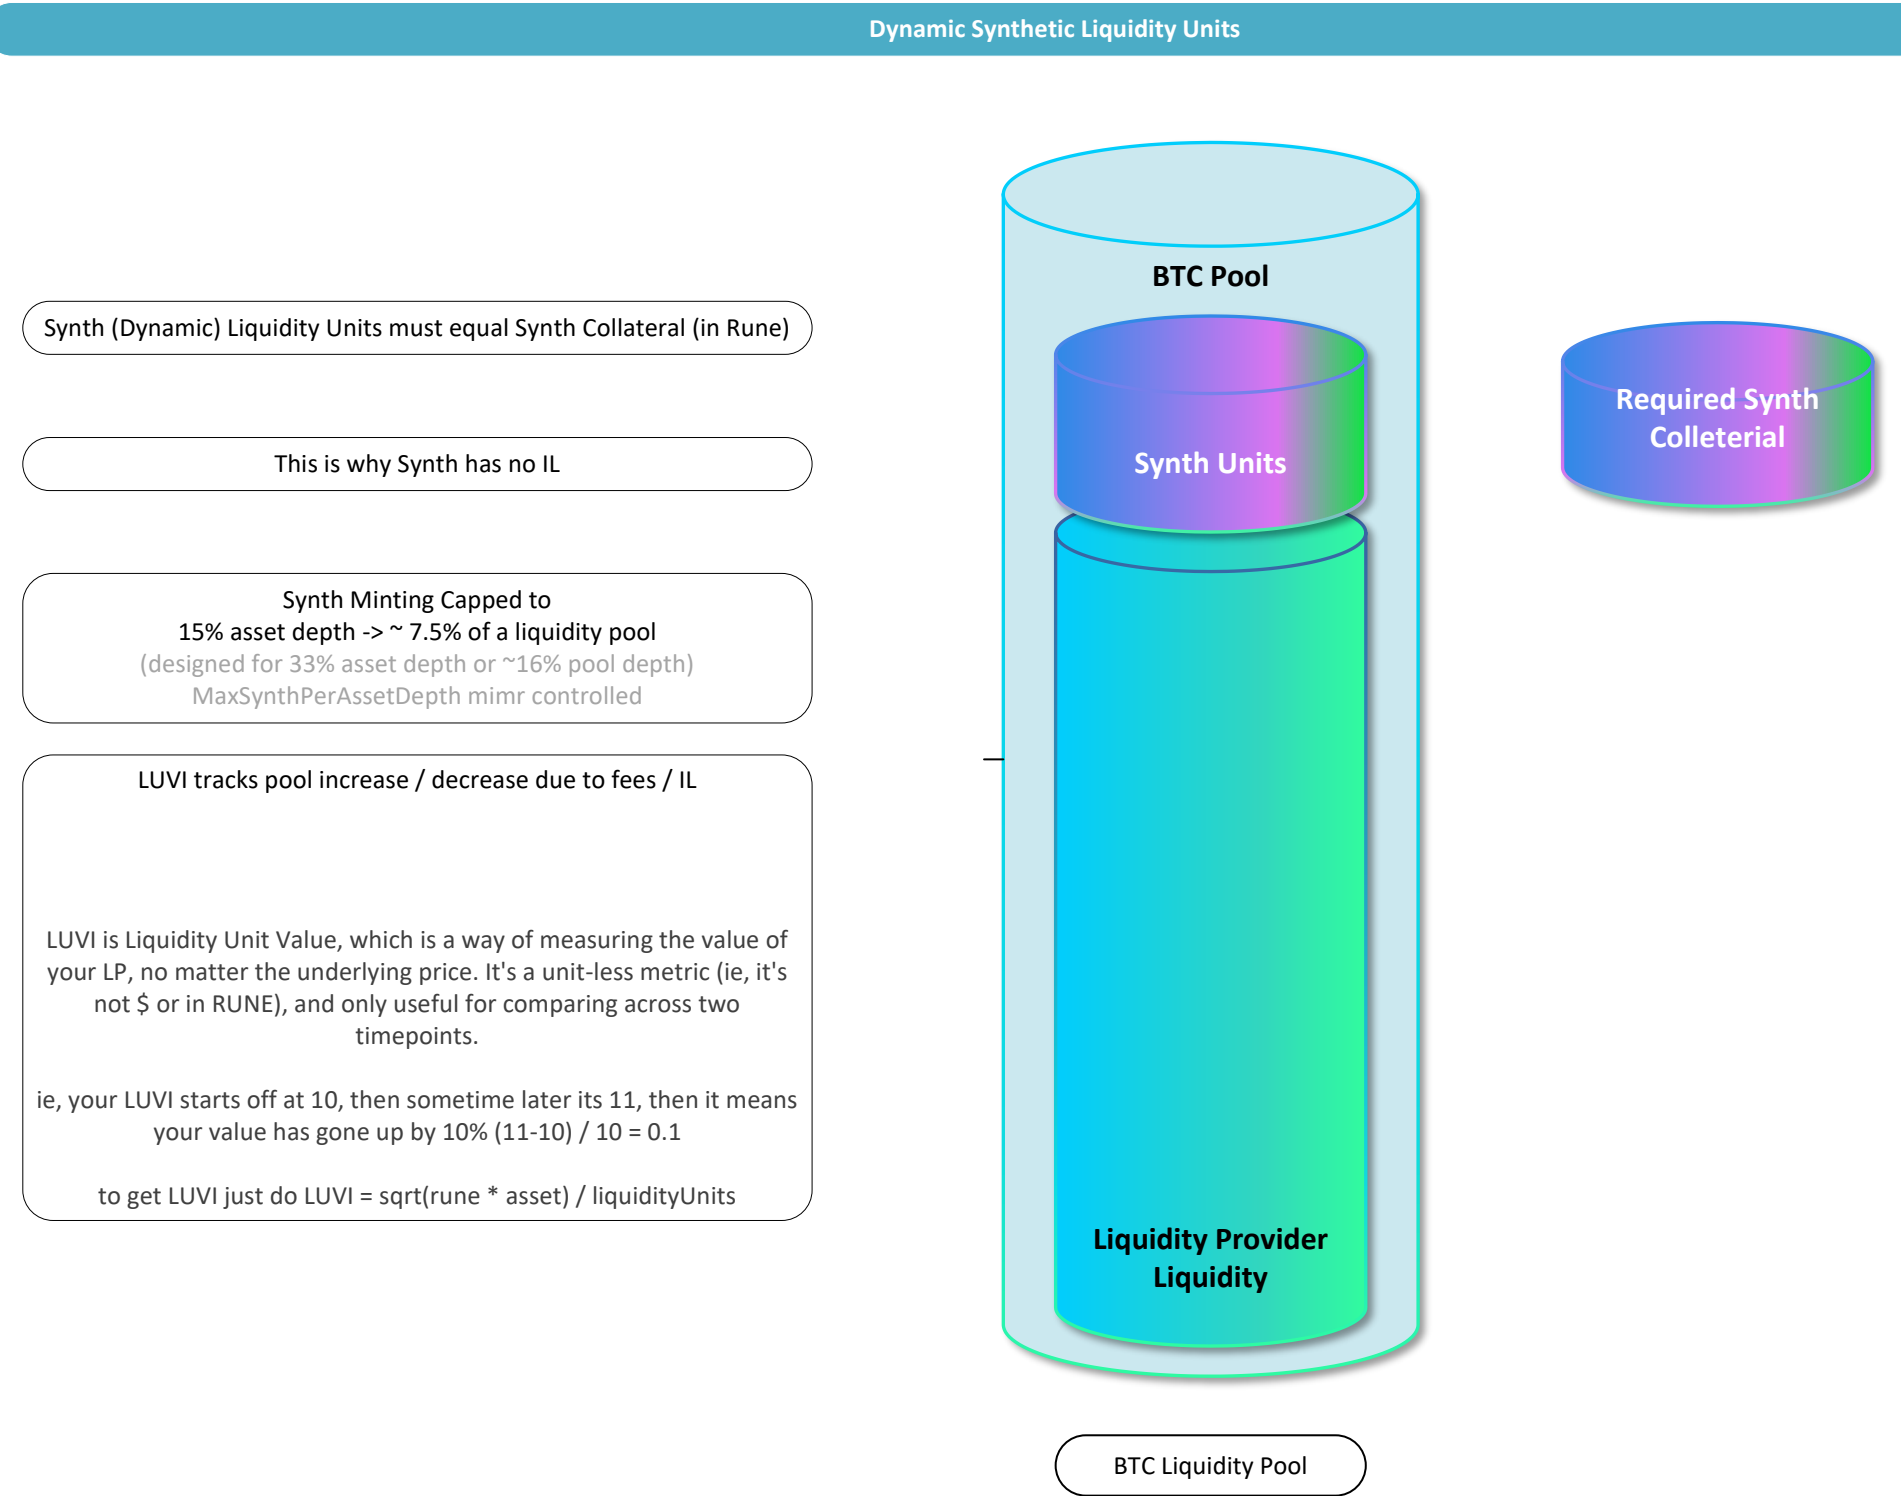 Dynamic Synthetic Liquidity Units
BTC Pool
Synth (Dynamic) Liquidity Units must equal Synth Collateral (in Rune)
Required Synth
Colleterial
This is why Synth has no IL
Synth Units
Synth Minting Capped to
15% asset depth -> ~ 7.5% of a liquidity pool
(designed for 33% asset depth or ~16% pool depth)
MaxSynthPerAssetDepth mimr controlled
LUVI tracks pool increase / decrease due to fees / IL
LUVI is Liquidity Unit Value, which is a way of measuring the value of
your LP, no matter the underlying price. It's a unit-less metric (ie, it's
not $ or in RUNE), and only useful for comparing across two
timepoints.
ie, your LUVI starts off at 10, then sometime later its 11, then it means
your value has gone up by 10% (11-10) / 10 = 0.1
to get LUVI just do LUVI = sqrt(rune * asset) / liquidityUnits
Liquidity Provider
Liquidity
BTC Liquidity Pool